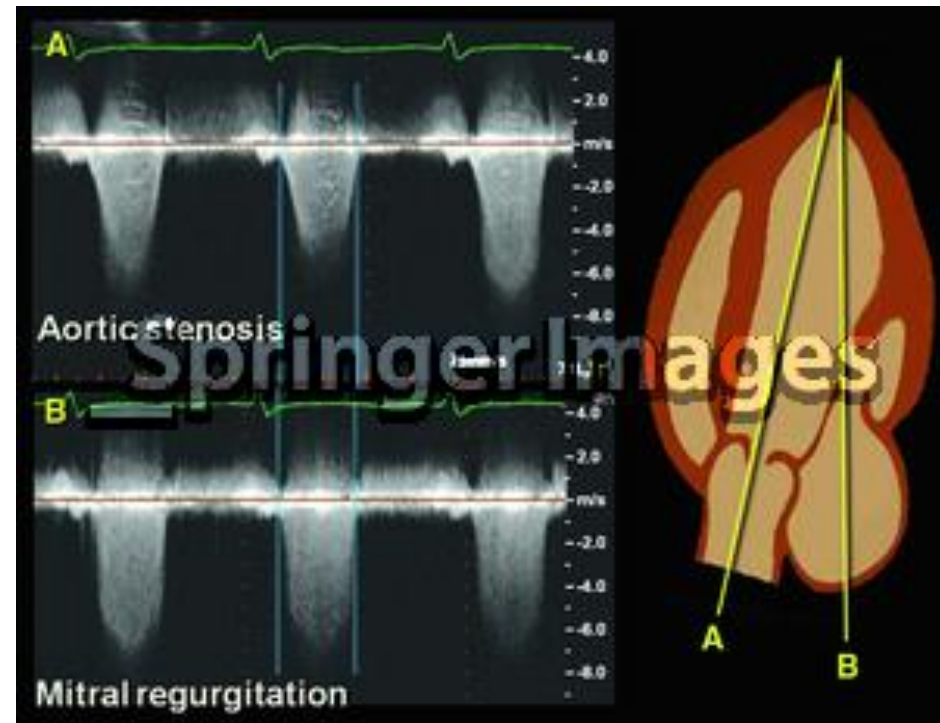 A
4.0
2.0
m/s
-2.0
-4.0
-6.0
-8.0
Aortic stenosis
SpringerImages
B
4.0
2.0
m/s
-2.0
-4.0
-6.0
-8.0
Mitral regurgitation
A
B